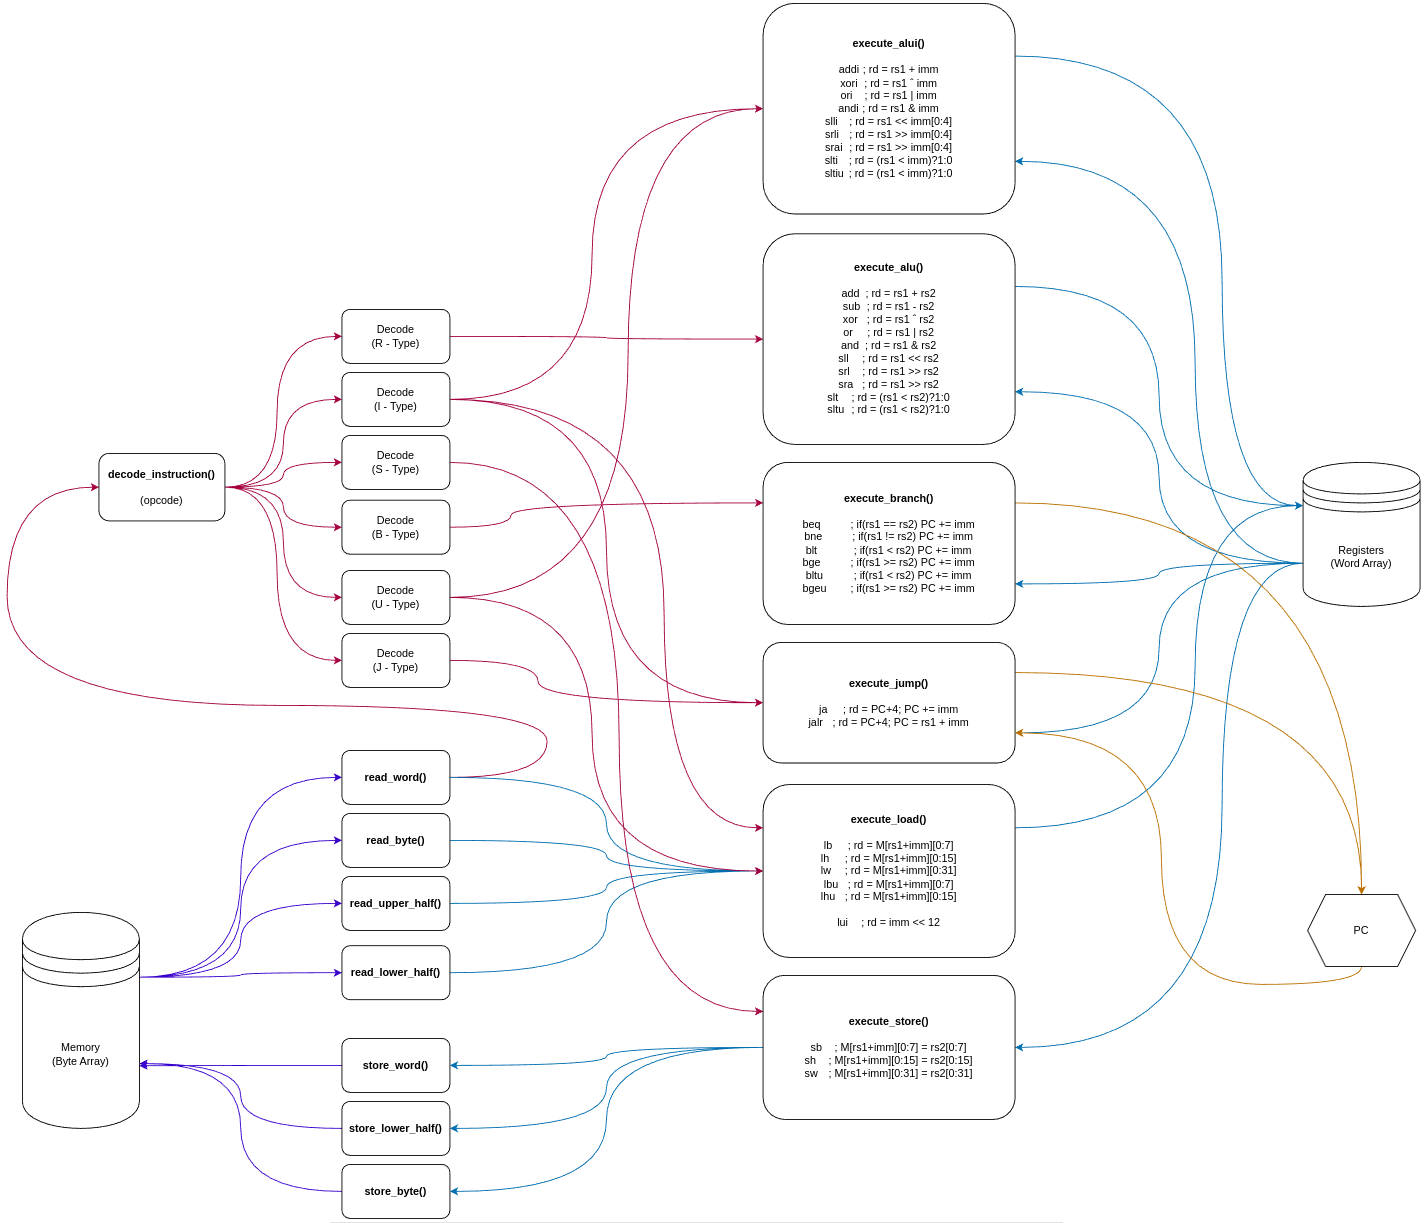 execute_alui()
addi ; rd = rs1 + imm
xori ; rd = rs1 ˆ imm
ori ; rd = rs1 | imm
andi ; rd = rs1 & imm
slli ; rd = rs1 << imm[0:4]
srli ; rd = rs1 >> imm[0:4]
srai ; rd = rs1 >> imm[0:4]
slti ; rd = (rs1 < imm)?1:0
sltiu ; rd = (rs1 < imm)?1:0
execute_alu()
add ; rd = rs1 + rs2
sub ; rd = rs1 - rs2
xor ; rd = rs1 ˆ rs2
or ; rd = rs1 | rs2
and ; rd = rs1 & rs2
sll ; rd = rs1 << rs2
srl ; rd = rs1 >> rs2
sra ; rd = rs1 >> rs2
slt ; rd = (rs1 < rs2)?1:0
sltu ; rd = (rs1 < rs2)?1:0
Decode
(R - Type)
Decode
(I - Type)
Decode
(S - Type)
Decode
(B - Type)
Decode
(U - Type)
Decode
(J - Type)
decode_instruction()
(opcode)
execute_branch()
beq ; if(rs1 == rs2) PC += imm
bne ; if(rs1 != rs2) PC += imm
blt ; if(rs1 < rs2) PC += imm
bge ; if(rs1 >= rs2) PC += imm
bltu ; if(rs1 < rs2) PC += imm
bgeu ; if(rs1 >= rs2) PC += imm
Registers
(Word Array)
execute_jump()
ja ; rd = PC+4; PC += imm
jalr ; rd = PC+4; PC = rs1 + imm
read_word()
read_byte()
read_upper_half()
read_lower_half()
execute_load()
lb ; rd = M[rs1+imm][0:7]
lh ; rd = M[rs1+imm][0:15]
lw ; rd = M[rs1+imm][0:31]
lbu ; rd = M[rs1+imm][0:7]
lhu ; rd = M[rs1+imm][0:15]
lui ; rd = imm << 12
PC
Memory
(Byte Array)
execute_store()
sb ; M[rs1+imm][0:7] = rs2[0:7]
sh ; M[rs1+imm][0:15] = rs2[0:15]
sw ; M[rs1+imm][0:31] = rs2[0:31]
store_word()
store_lower_half()
store_byte()